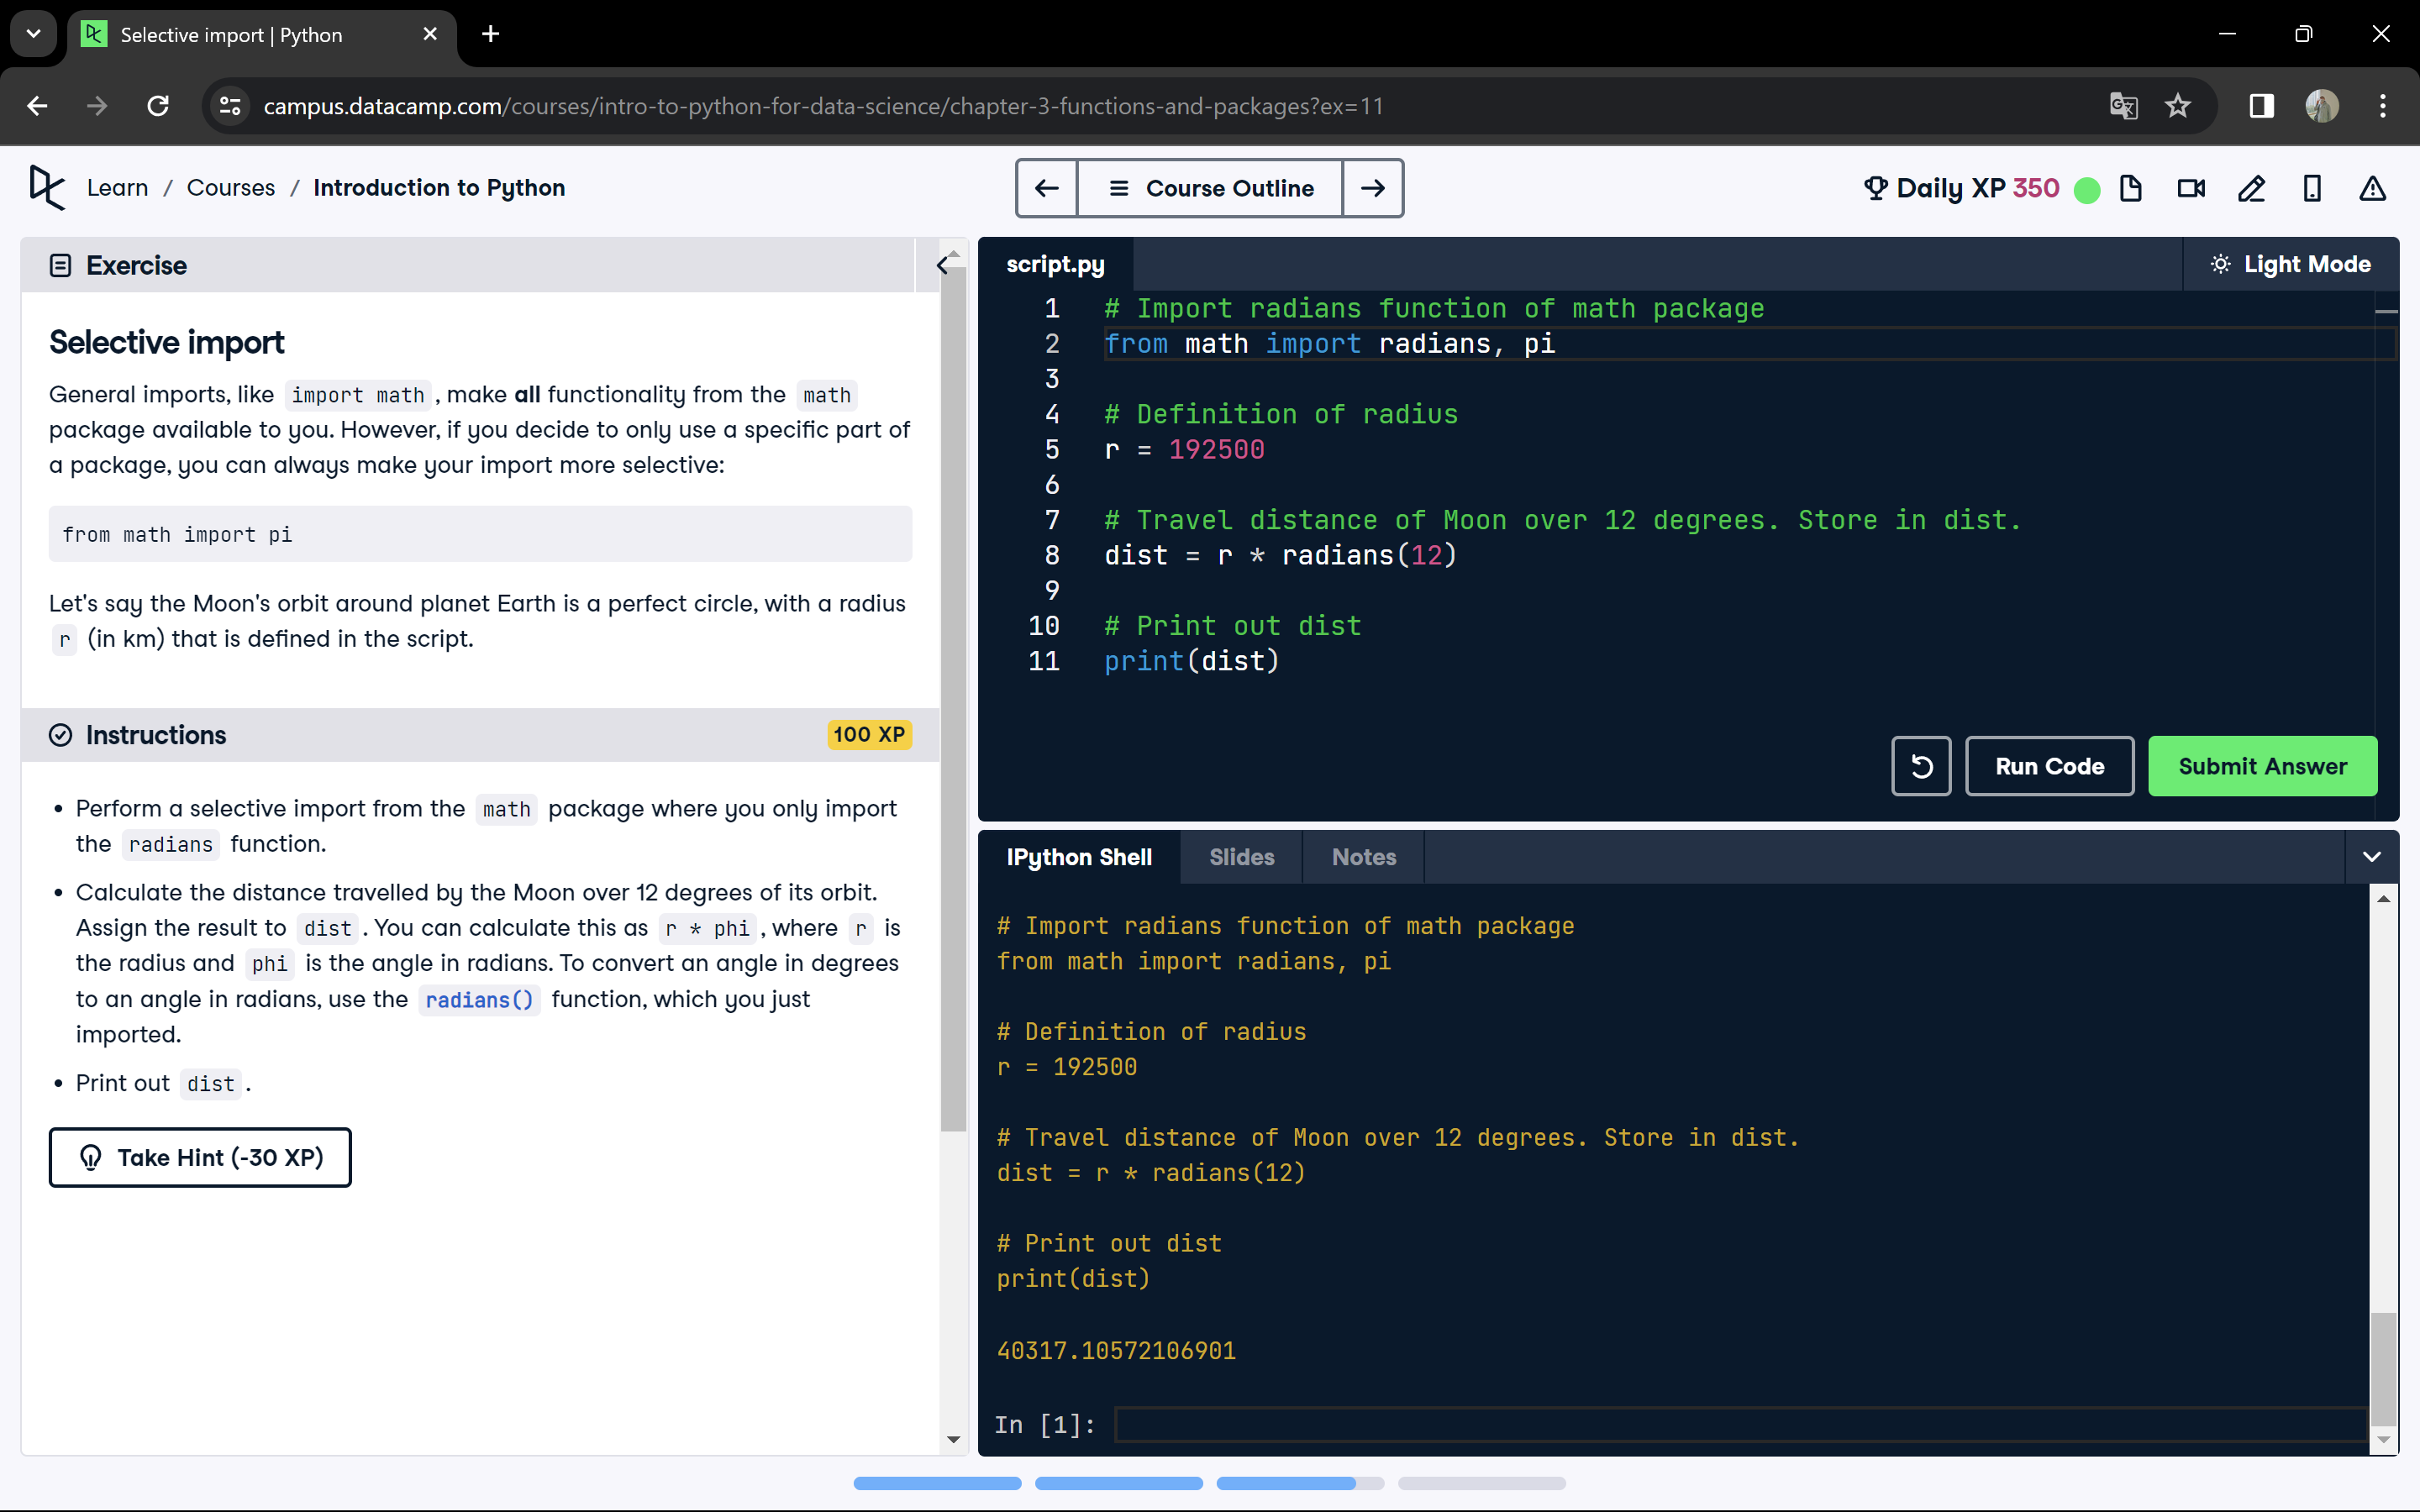 Selective import | Python
campus.datacamp.com/courses/intro-to-python-for-data-science/chapter-3-functions-and-packages?ex=11
Learn / Courses / Introduction to Python
Course Outline
Daily XP 350
Exercise
Selective import
General imports, like import math , make all functionality from the math
package available to you. However, if you decide to only use a specific part of
a package, you can always make your import more selective:
from math import pi
Let's say the Moon's orbit around planet Earth is a perfect circle, with a radius
r (in km) that is defined in the script.
Instructions
100 XP
• Perform a selective import from the math package where you only import
the radians function.
• Calculate the distance travelled by the Moon over 12 degrees of its orbit.
Assign the result to dist . You can calculate this as r * phi , where r is
the radius and phi is the angle in radians. To convert an angle in degrees
to an angle in radians, use the radians() function, which you just
imported.
• Print out dist .
Take Hint (-30 XP)
script.py
Light Mode
1 # Import radians function of math package
2 from math import radians, pi
3
4 # Definition of radius
5 r = 192500
6
7 # Travel distance of Moon over 12 degrees. Store in dist.
8 dist = r * radians(12)
9
10 # Print out dist
11 print(dist)
Run Code
Submit Answer
IPython Shell
Slides
Notes
# Import radians function of math package
from math import radians, pi
# Definition of radius
r = 192500
# Travel distance of Moon over 12 degrees. Store in dist.
dist = r * radians(12)
# Print out dist
print(dist)
40317.10572106901
In [1]: